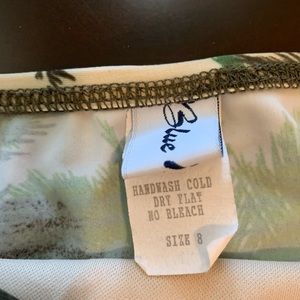 Blue
HANDWASH COLD
DRY FLAT
NO BLEACH
SIZE 8